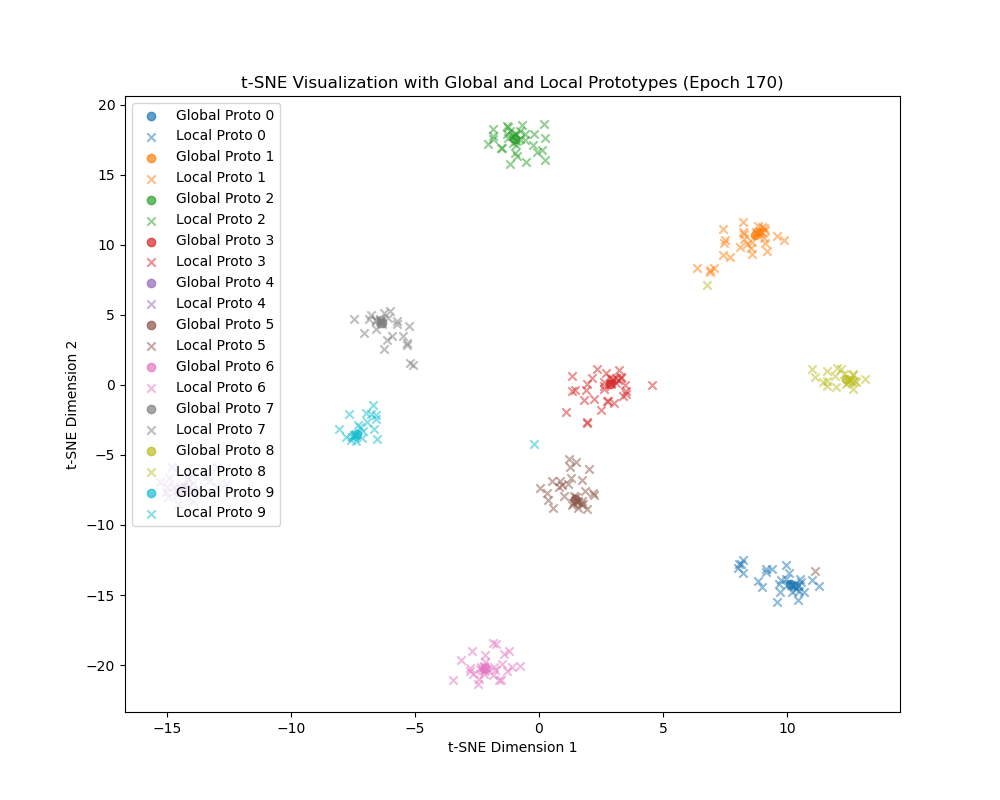 t-SNE Visualization with Global and Local Prototypes (Epoch 170)
Global Proto 0
Local Proto 0
Global Proto 1
Local Proto 1
Global Proto 2
Local Proto 2
Global Proto 3
Local Proto 3
Global Proto 4
Local Proto 4
Global Proto 5
Local Proto 5
Global Proto 6
Local Proto 6
Global Proto 7
Local Proto 7
Global Proto 8
Local Proto 8
Global Proto 9
Local Proto 9
20
15
10
5
0
−5
−10
−15
−20
t-SNE Dimension 2
−15 −10 −5 0 5 10
t-SNE Dimension 1